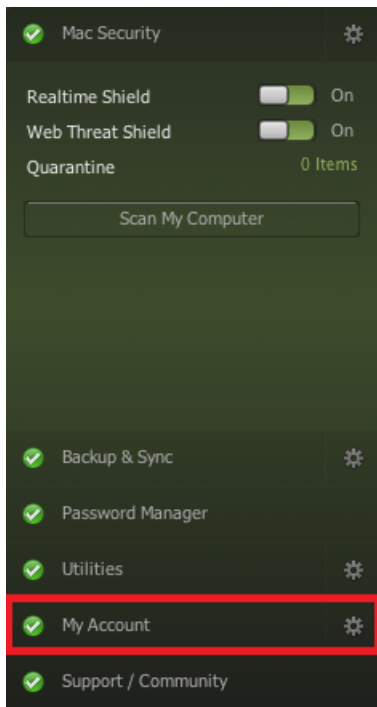 Mac Security
Realtime Shield On
Web Threat Shield On
Quarantine 0 Items
Scan My Computer
Backup & Sync
Password Manager
Utilities
My Account
Support / Community